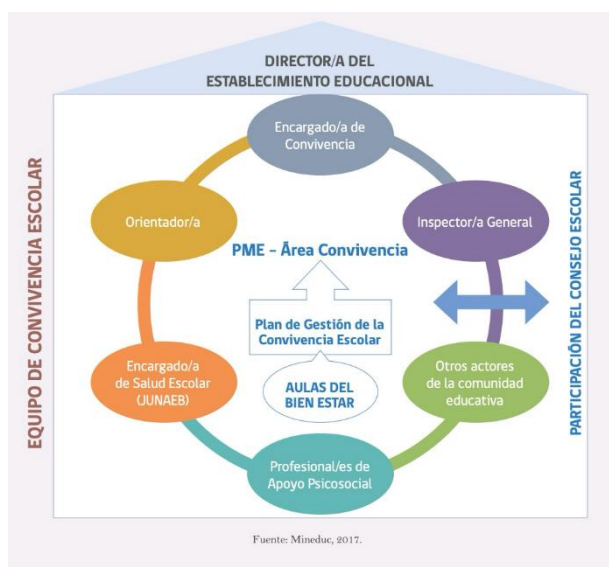 DIRECTOR/A DEL
ESTABLECIMIENTO EDUCACIONAL
EQUIPO DE CONVIVENCIA ESCOLAR
Encargado/a de
Convivencia
Orientador/a
Inspector/a General
PME – Área Convivencia
Plan de Gestión de la
Convivencia Escolar
AULAS DEL
BIEN ESTAR
Encargado/a
de Salud Escolar
(JUNAEB)
Otros actores
de la comunidad
educativa
Profesional/es de
Apoyo Psicosocial
PARTICIPACIÓN DEL CONSEJO ESCOLAR
Fuente: Mineduc, 2017.